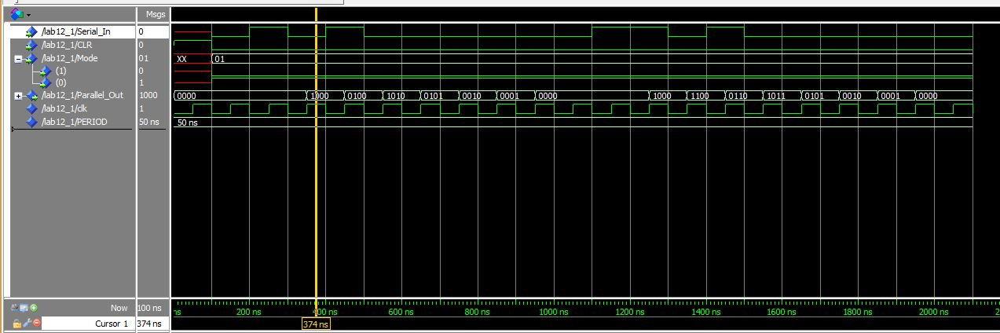 Msgs
/lab12_1/Serial_In 0
/lab12_1/CLR 0
/lab12_1/Mode 01 XX 01
(1) 0
(0) 1
/lab12_1/Parallel_Out 1000 0000 1000 0100 1010 0101 0010 0001 0000 1000 1100 0110 1011 0101 0010 0001 0000
/lab12_1/clk 1
/lab12_1/PERIOD 50 ns 50 ns
Now 100 ns ns 200 ns 400 ns 600 ns 800 ns 1000 ns 1200 ns 1400 ns 1600 ns 1800 ns 2000 ns
Cursor 1 374 ns 374 ns